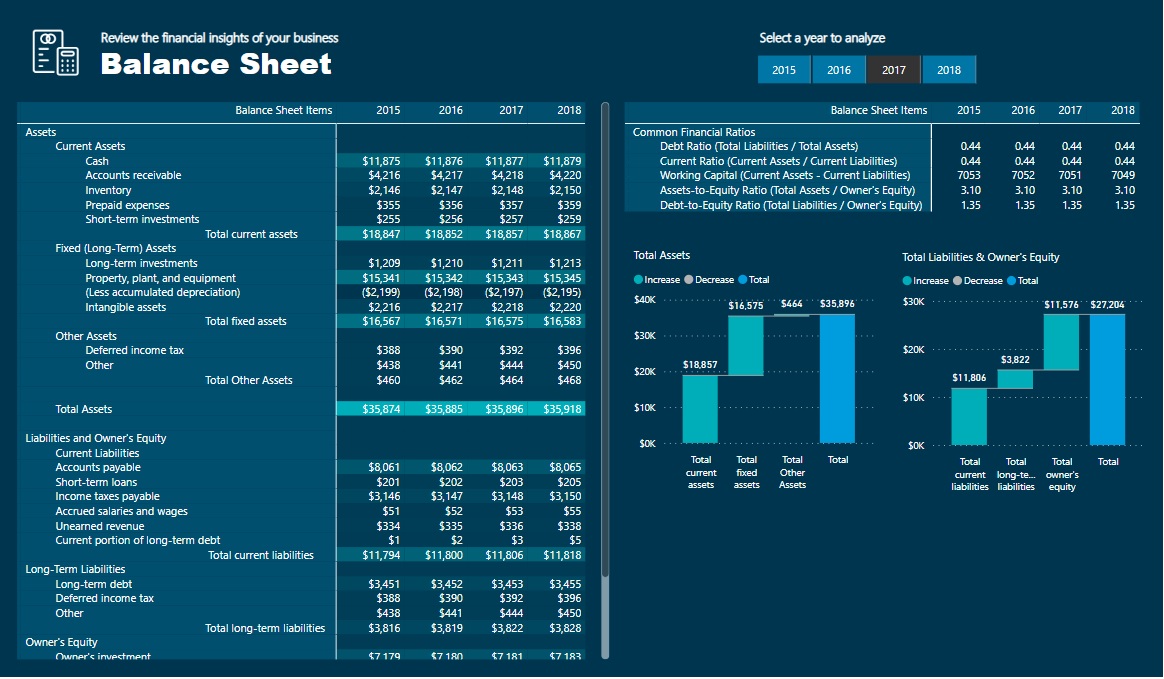 Review the financial insights of your business
Balance Sheet
Select a year to analyze
2015 2016 2017 2018
Balance Sheet Items 2015 2016 2017 2018
Assets
Current Assets
Cash $11,875 $11,876 $11,877 $11,879
Accounts receivable $4,216 $4,217 $4,218 $4,220
Inventory $2,146 $2,147 $2,148 $2,150
Prepaid expenses $355 $356 $357 $359
Short-term investments $255 $256 $257 $259
Total current assets $18,847 $18,852 $18,857 $18,867
Fixed (Long-Term) Assets
Long-term investments $1,209 $1,210 $1,211 $1,213
Property, plant, and equipment $15,341 $15,342 $15,343 $15,345
(Less accumulated depreciation) ($2,199) ($2,198) ($2,197) ($2,195)
Intangible assets $2,216 $2,217 $2,218 $2,220
Total fixed assets $16,567 $16,571 $16,575 $16,583
Other Assets
Deferred income tax $388 $390 $392 $396
Other $438 $441 $444 $450
Total Other Assets $460 $462 $464 $468
Total Assets $35,874 $35,885 $35,896 $35,918
Liabilities and Owner's Equity
Current Liabilities
Accounts payable $8,061 $8,062 $8,063 $8,065
Short-term loans $201 $202 $203 $205
Income taxes payable $3,146 $3,147 $3,148 $3,150
Accrued salaries and wages $51 $52 $53 $55
Unearned revenue $334 $335 $336 $338
Current portion of long-term debt $1 $2 $3 $5
Total current liabilities $11,794 $11,800 $11,806 $11,818
Long-Term Liabilities
Long-term debt $3,451 $3,452 $3,453 $3,455
Deferred income tax $388 $390 $392 $396
Other $438 $441 $444 $450
Total long-term liabilities $3,816 $3,819 $3,822 $3,828
Owner's Equity
Owner's investment $7,179 $7,180 $7,181 $7,183
Balance Sheet Items 2015 2016 2017 2018
Common Financial Ratios
Debt Ratio (Total Liabilities / Total Assets) 0.44 0.44 0.44 0.44
Current Ratio (Current Assets / Current Liabilities) 0.44 0.44 0.44 0.44
Working Capital (Current Assets - Current Liabilities) 7053 7052 7051 7049
Assets-to-Equity Ratio (Total Assets / Owner's Equity) 3.10 3.10 3.10 3.10
Debt-to-Equity Ratio (Total Liabilities / Owner's Equity) 1.35 1.35 1.35 1.35
Total Assets
Increase Decrease Total
$40K
$30K
$20K
$10K
$0K
$18,857 $16,575 $464 $35,896
Total current assets
Total fixed assets
Total Other Assets
Total
Total Liabilities & Owner's Equity
Increase Decrease Total
$30K
$20K
$10K
$0K
$11,806 $3,822 $11,576 $27,204
Total current liabilities
Total long-te... liabilities
Total owner's equity
Total